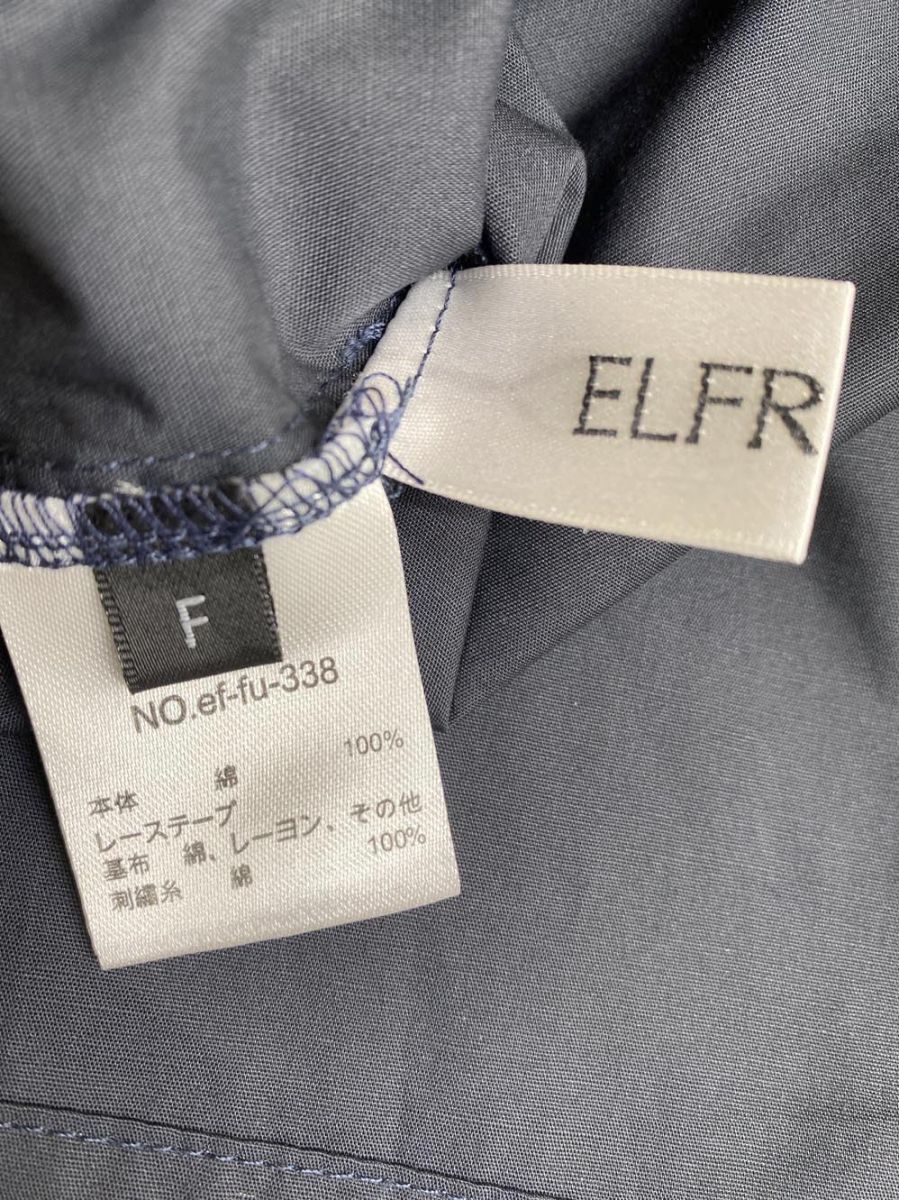 ELFR
F
NO.ef-fu-338
本体 綿 100%
レーステープ
基布 綿、レーヨン、その他
刺繍糸 綿 100%